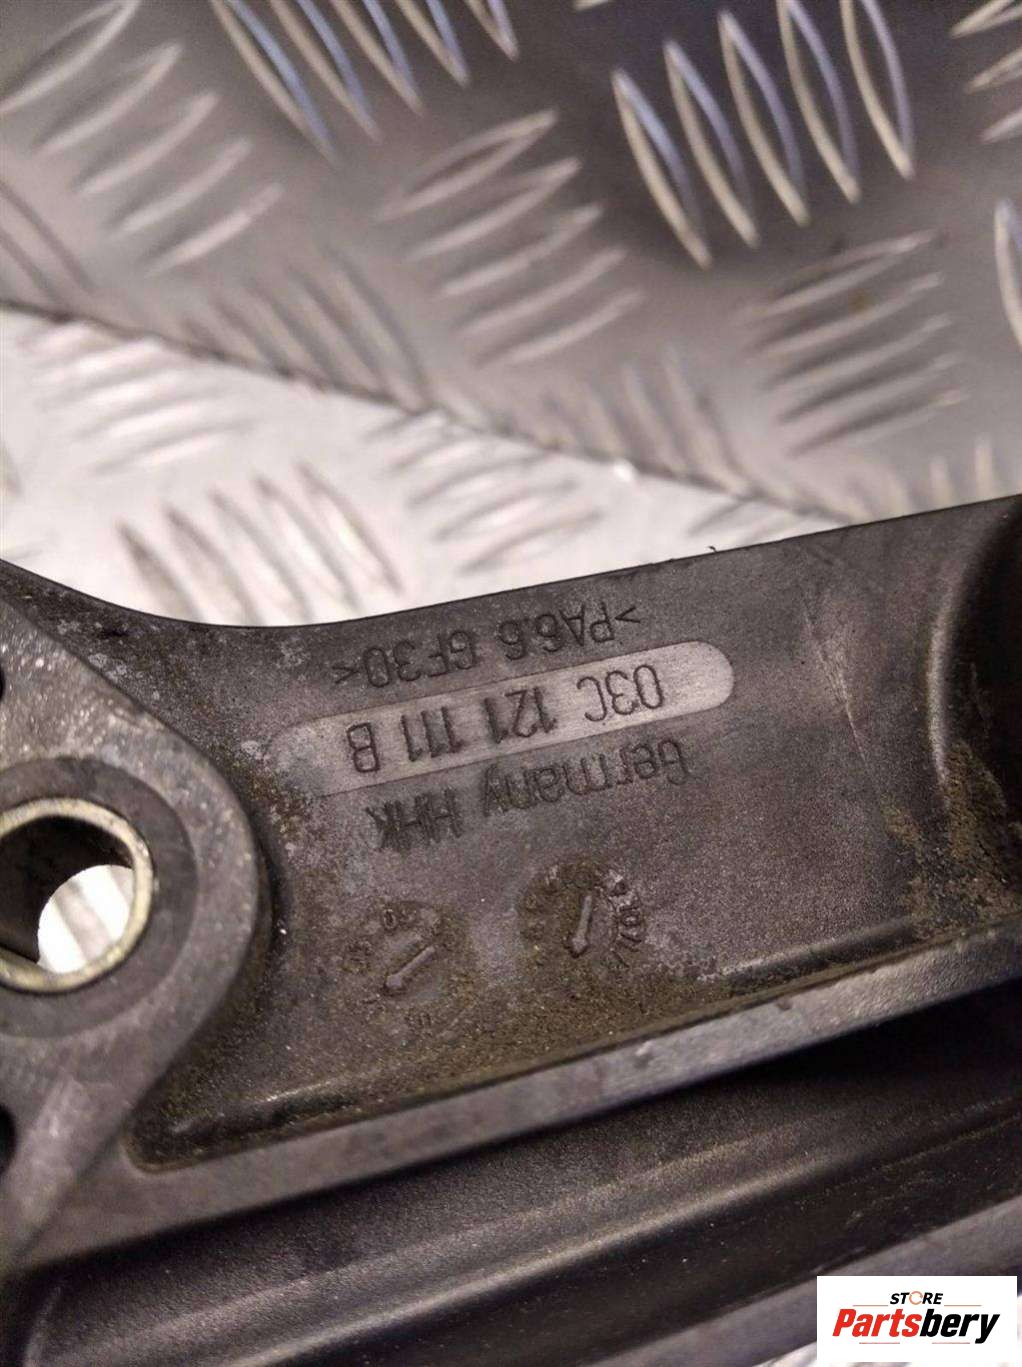 >PA6.6 GF30<
03C 121 111 B
Germany HHK
STORE
Partsbery